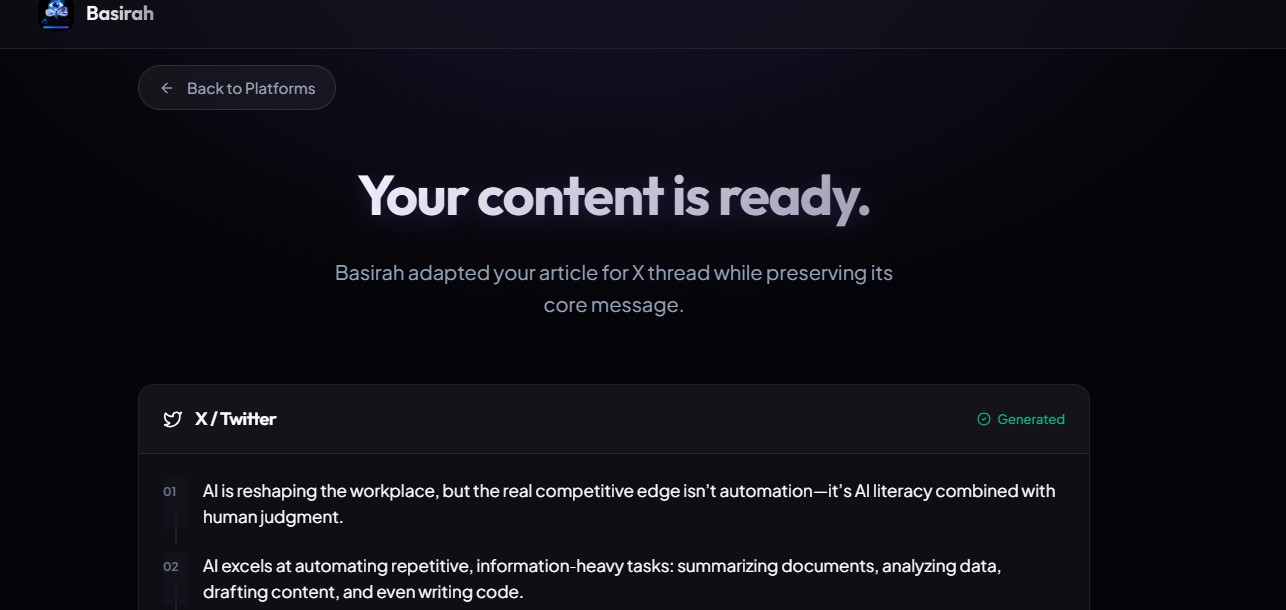 Basirah
Back to Platforms
Your content is ready.
Basirah adapted your article for X thread while preserving its
core message.
X / Twitter
Generated
01
AI is reshaping the workplace, but the real competitive edge isn’t automation—it’s AI literacy combined with
human judgment.
02
AI excels at automating repetitive, information-heavy tasks: summarizing documents, analyzing data,
drafting content, and even writing code.